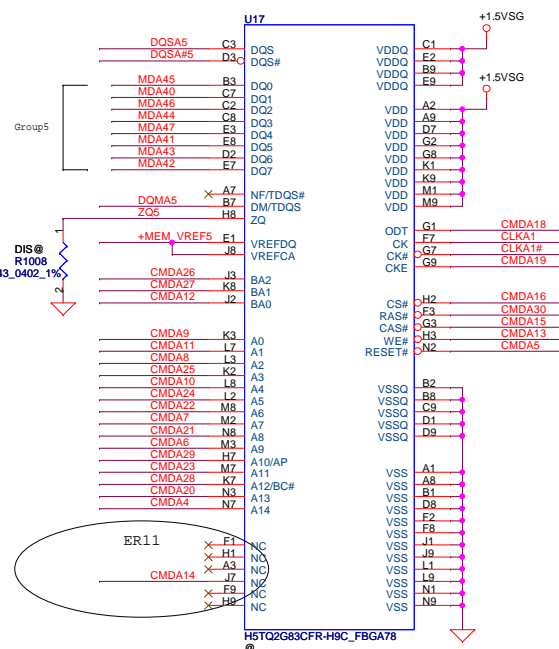 U17
+1.5VSG
DQSA5 C3 DQS VDDQ C1
DQSA#5 D3 DQS# VDDQ E2
VDDQ B9
MDA45 B3 DQ0 VDDQ E9
+1.5VSG
MDA40 C7 DQ1
MDA46 C2 DQ2 VDD A2
MDA44 C8 DQ3 VDD A9
Group5
MDA47 E3 DQ4 VDD D7
MDA41 E8 DQ5 VDD G2
MDA43 D2 DQ6 VDD G8
MDA42 E7 DQ7 VDD K1
VDD K9
A7 NF/TDQS# VDD M1
DQMA5 B7 DM/TDQS VDD M9
ZQ5 H8 ZQ
ODT G1 CMDA18
+MEM_VREF5 E1 VREFDQ CK F7 CLKA1
J8 VREFCA CK# G7 CLKA1#
CKE G9 CMDA19
1
DIS@
R1008
43_0402_1%
2
CMDA26 J3 BA2
CMDA27 K8 BA1
CMDA12 J2 BA0 CS# H2 CMDA16
RAS# F3 CMDA30
CAS# G3 CMDA15
CMDA9 K3 A0 WE# H3 CMDA13
CMDA11 L7 A1 RESET# N2 CMDA5
CMDA8 L3 A2
CMDA25 K2 A3
CMDA10 L8 A4 VSSQ B2
CMDA24 L2 A5 VSSQ B8
CMDA22 M8 A6 VSSQ C9
CMDA7 M2 A7 VSSQ D1
CMDA21 N8 A8 VSSQ D9
CMDA6 M3 A9
CMDA29 H7 A10/AP
CMDA23 M7 A11 VSS A1
CMDA28 K7 A12/BC# VSS A8
CMDA20 N3 A13 VSS B1
CMDA4 N7 A14 VSS D8
VSS F2
VSS F8
ER11
F1 NC VSS J1
H1 NC VSS J9
A3 NC VSS L1
CMDA14 J7 NC VSS L9
F9 NC VSS N1
H9 NC VSS N9
H5TQ2G83CFR-H9C_FBGA78
@